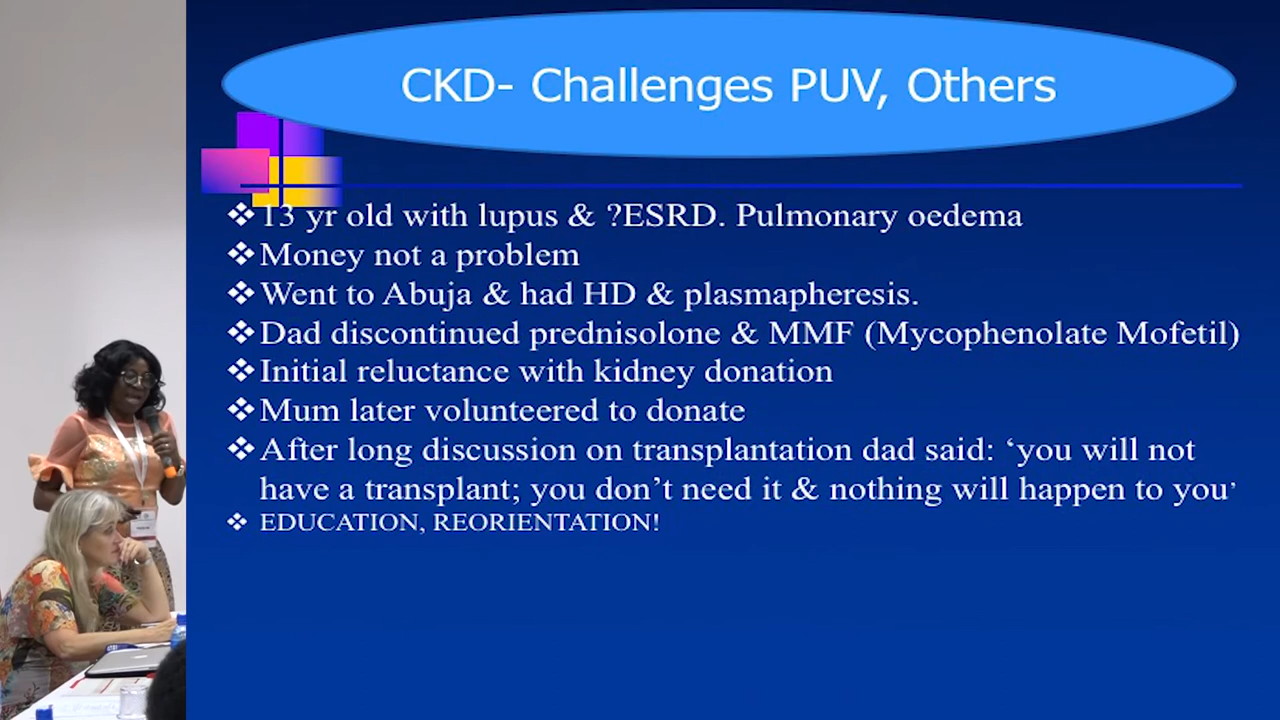 CKD- Challenges PUV, Others
❖13 yr old with lupus & ?ESRD. Pulmonary oedema
❖Money not a problem
❖Went to Abuja & had HD & plasmapheresis.
❖Dad discontinued prednisolone & MMF (Mycophenolate Mofetil)
❖Initial reluctance with kidney donation
❖Mum later volunteered to donate
❖After long discussion on transplantation dad said: ‘you will not
have a transplant; you don’t need it & nothing will happen to you’
❖ EDUCATION, REORIENTATION!